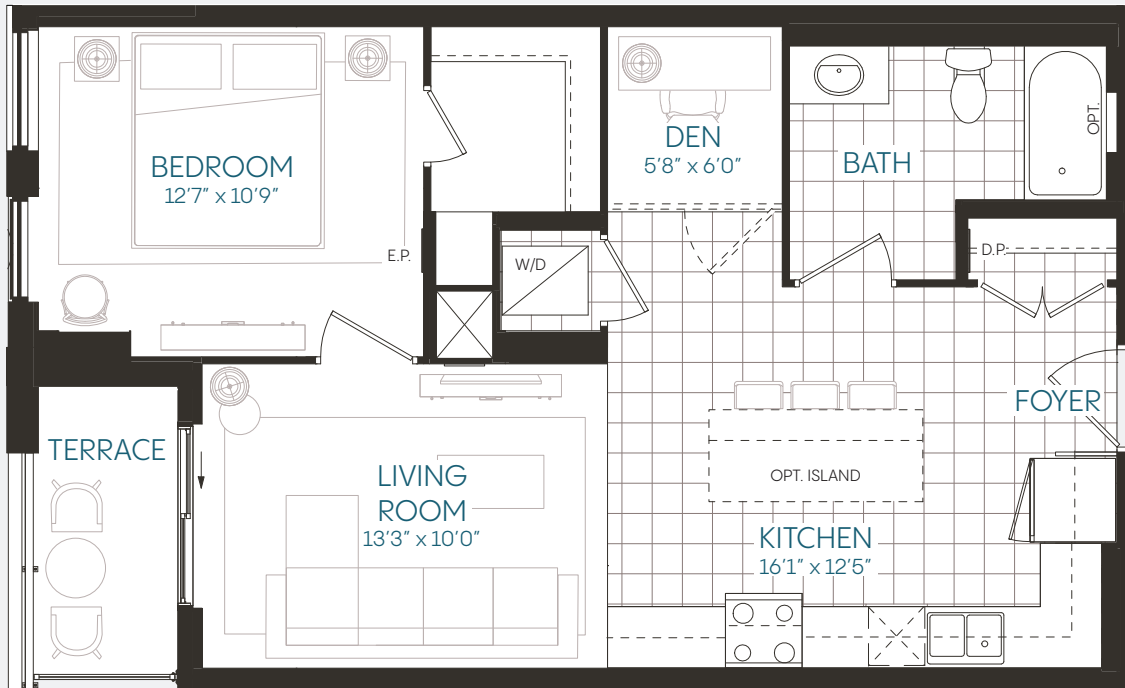 BEDROOM
12'7" x 10'9"
E.P.
W/D
DEN
5'8" x 6'0"
BATH
OPT.
D.P.
FOYER
TERRACE
LIVING
ROOM
13'3" x 10'0"
OPT. ISLAND
KITCHEN
16'1" x 12'5"